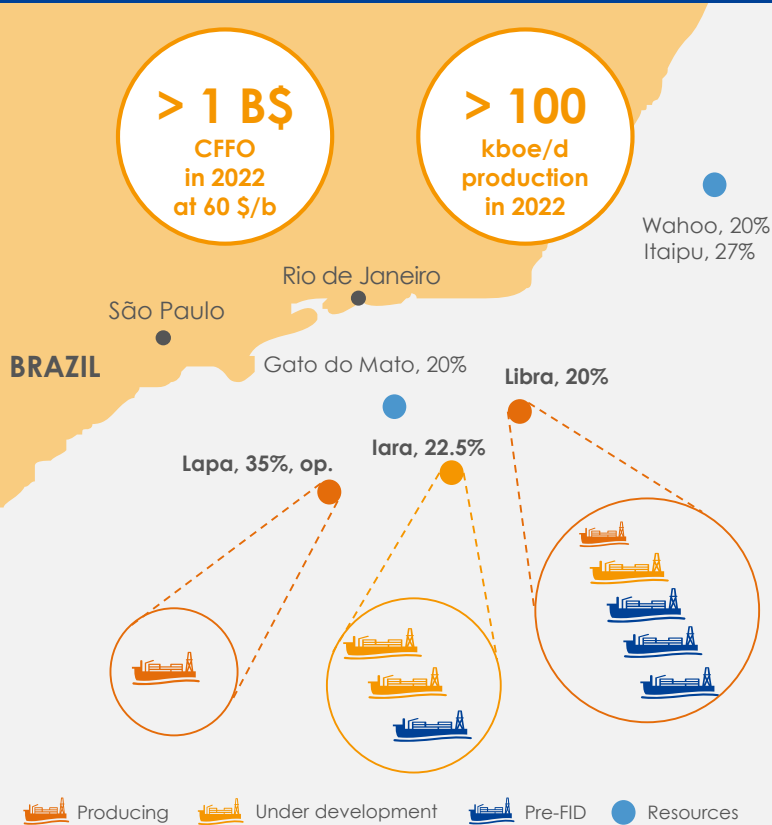 > 1 B$
CFFO
in 2022
at 60 $/b
> 100
kboe/d
production
in 2022
Wahoo, 20%
Itaipu, 27%
Rio de Janeiro
São Paulo
BRAZIL
Gato do Mato, 20%
Libra, 20%
Iara, 22.5%
Lapa, 35%, op.
Producing
Under development
Pre-FID
Resources